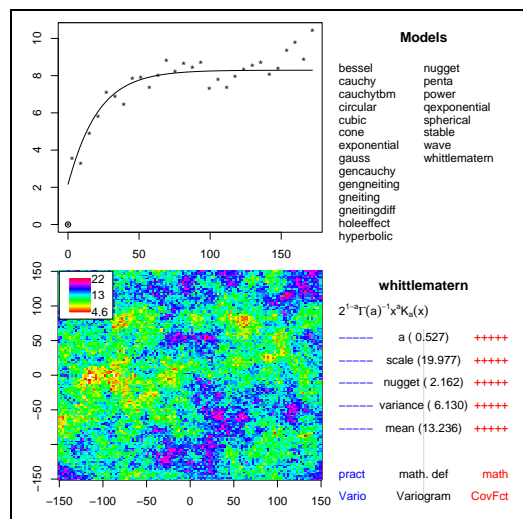 10
8
6
4
2
0
0 50 100 150
Models
bessel nugget
cauchy penta
cauchytbm power
circular qexponential
cubic spherical
cone stable
exponential wave
gauss whittlematern
gencauchy
gengneiting
gneiting
gneitingdiff
holeeffect
hyperbolic
150
100
50
0
−50
−150
22
13
4.6
−150 −100 −50 0 50 100 150
whittlematern
2^{1−a}Γ(a)^{−1}x^{a}K_{a}(x)
−−−−− a ( 0.527) +++++
−−−−− scale (19.977) +++++
−−−−− nugget ( 2.162) +++++
−−−−− variance ( 6.130) +++++
−−−−− mean (13.236) +++++
pract math. def math
Vario Variogram CovFct